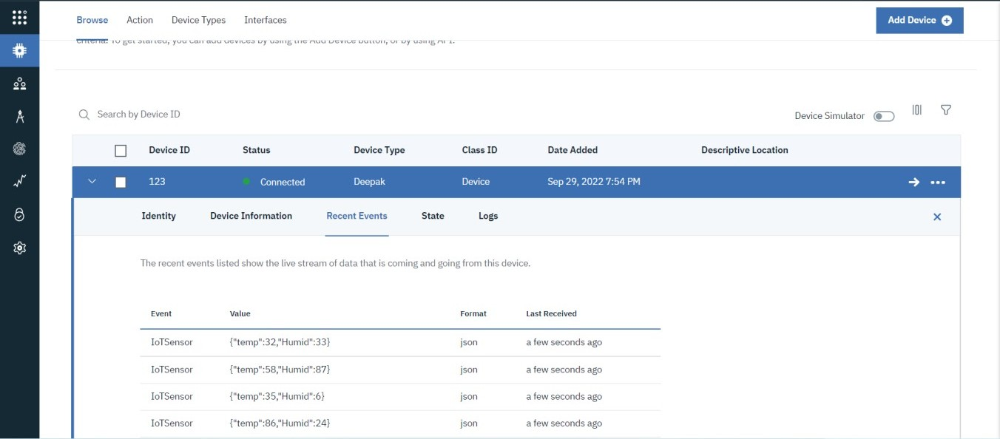 Browse Action Device Types Interfaces Add Device
criteria. To get started, you can add devices by using the Add Device button, or by using API.
Search by Device ID Device Simulator
Device ID Status Device Type Class ID Date Added Descriptive Location
123 Connected Deepak Device Sep 29, 2022 7:54 PM
Identity Device Information Recent Events State Logs
The recent events listed show the live stream of data that is coming and going from this device.
Event Value Format Last Received
IoTSensor {"temp":32,"Humid":33} json a few seconds ago
IoTSensor {"temp":58,"Humid":87} json a few seconds ago
IoTSensor {"temp":35,"Humid":6} json a few seconds ago
IoTSensor {"temp":86,"Humid":24} json a few seconds ago